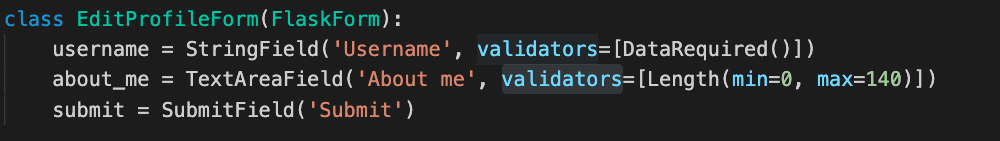 class EditProfileForm(FlaskForm):
    username = StringField('Username', validators=[DataRequired()])
    about_me = TextAreaField('About me', validators=[Length(min=0, max=140)])
    submit = SubmitField('Submit')